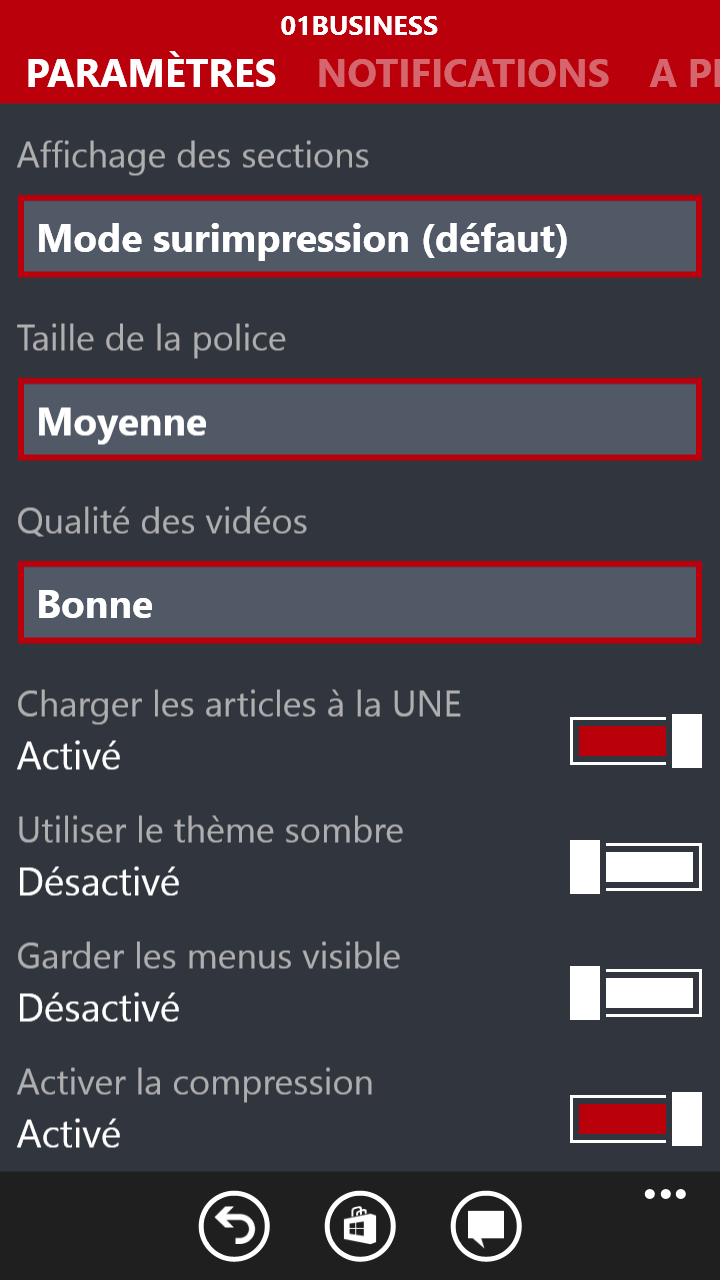 01BUSINESS
PARAMÈTRES NOTIFICATIONS A P
Affichage des sections
Mode surimpression (défaut)
Taille de la police
Moyenne
Qualité des vidéos
Bonne
Charger les articles à la UNE
Activé
Utiliser le thème sombre
Désactivé
Garder les menus visible
Désactivé
Activer la compression
Activé